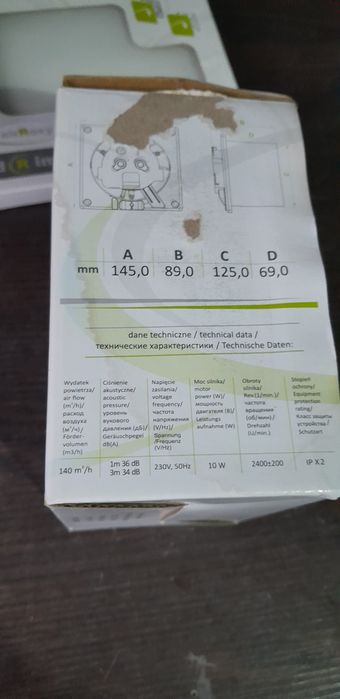 A B C D
mm 145,0 89,0 125,0 69,0
dane techniczne / technical data /
технические характеристики / Technische Daten:
Wydatek
powietrza/
air flow
(m³/h)/
расход
воздуха
(м³/ч)/
Förder-
volumen
(m3/h)
140 m³/h
Ciśnienie
akustyczne/
acoustic
pressure/
уровень
вукового
давления (дБ)/
Geräuschpegel
dB(A)
1m 36 dB
3m 34 dB
Napięcie
zasilania/
voltage
frequency/
частота
напряжения
(V/Hz)/
Spannung
/Frequenz
(V/Hz)
230V, 50Hz
Moc silnika/
motor
power (W)/
мощность
двигателя (В)/
Leistungs
aufnahme (W)
10 W
Obroty
silnika/
Rev.(1/min.)/
частота
вращения
(об/мин)/
Drehzahl
(U/min.)
2400±200
Stopień
ochrony/
Equipment
protection
rating/
Класс защиты
устройства /
Schutzart
IP X2